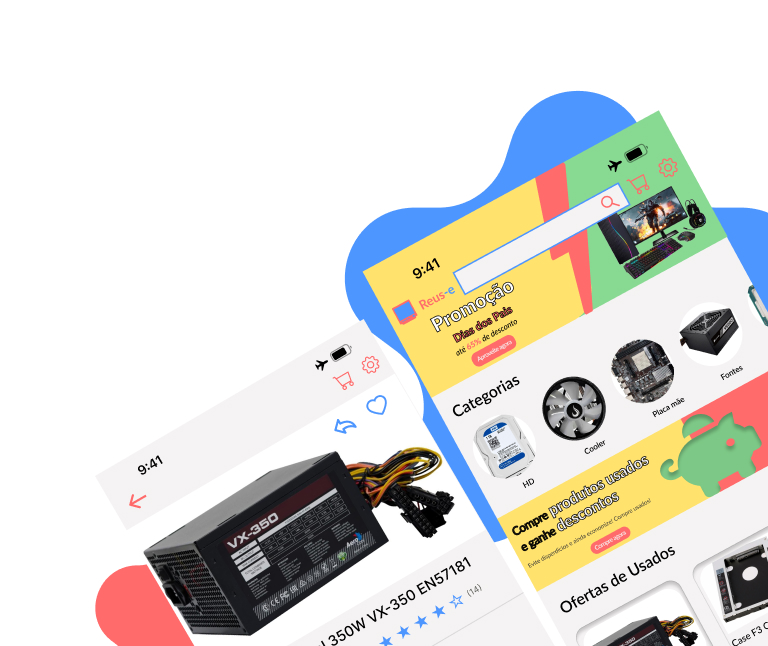 9:41
Reus-e
Promoção
Dias dos Pais
até 65% de desconto
Aproveite agora
Categorias
HD
Cooler
Placa mãe
Fontes
Compre produtos usados
e ganhe descontos
Evite disperdícios e ainda economize! Compre usados!
Compre agora
Ofertas de Usados
Case F3 C
9:41
VX-350
350W VX-350 EN57181
(14)